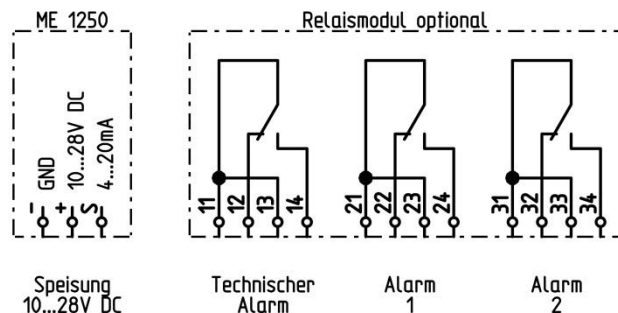 ME 1250
Relaismodul optional
GND
10...28V DC
4...20mA
- + S
11 12 13 14
21 22 23 24
31 32 33 34
Speisung
10...28V DC
Technischer
Alarm
Alarm
1
Alarm
2